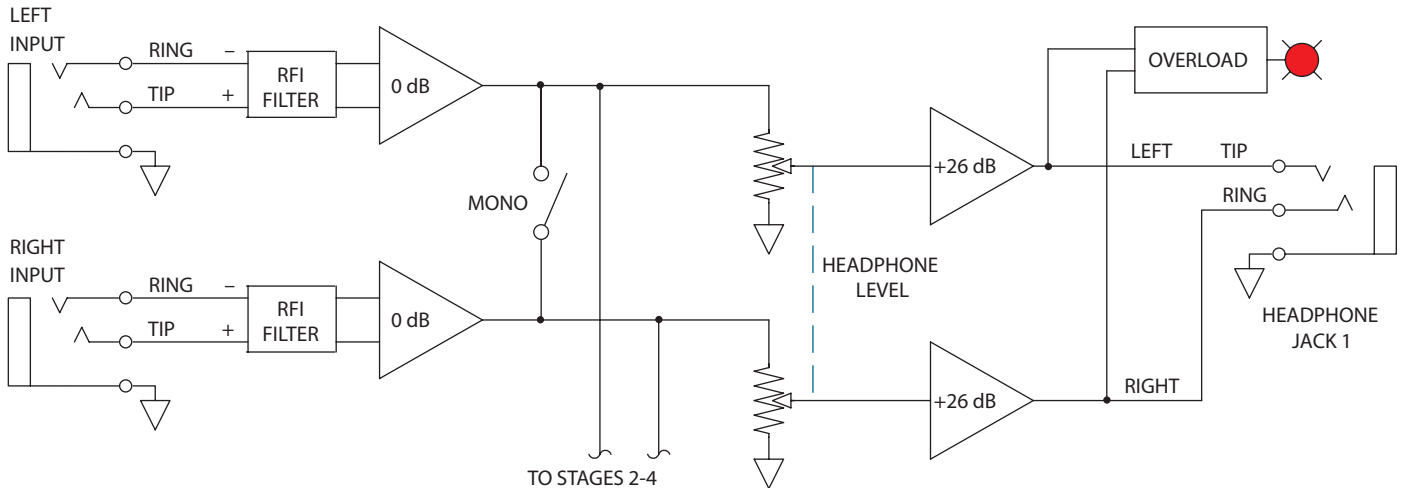 LEFT
INPUT
RING
–
TIP
+
RFI
FILTER
0 dB
MONO
RIGHT
INPUT
RING
–
TIP
+
RFI
FILTER
0 dB
TO STAGES 2-4
HEADPHONE
LEVEL
+26 dB
+26 dB
OVERLOAD
LEFT
TIP
RING
RIGHT
HEADPHONE
JACK 1